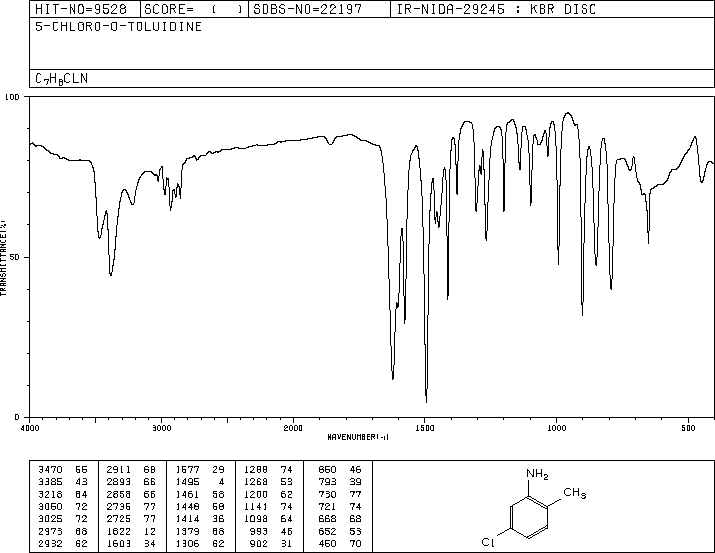 HIT-NO=9528 SCORE= ( ) SDBS-NO=22197 IR-NIDA-29245 : KBR DISC
5-CHLORO-O-TOLUIDINE
C7H8CLN
100
50
0
TRANSMITTANCE(%)
4000 3000 2000 1500 1000 500
WAVENUMBER(-1)
3470 55 2911 68 1577 29 1288 74 850 46
3385 43 2893 66 1495 4 1268 53 793 39
3218 64 2858 66 1461 58 1200 62 730 77
3060 72 2736 77 1448 58 1141 74 721 74
3025 72 2725 77 1414 36 1098 64 668 68
2973 68 1622 12 1379 68 993 46 652 53
2932 62 1603 34 1306 62 902 31 450 70
NH2
CH3
Cl